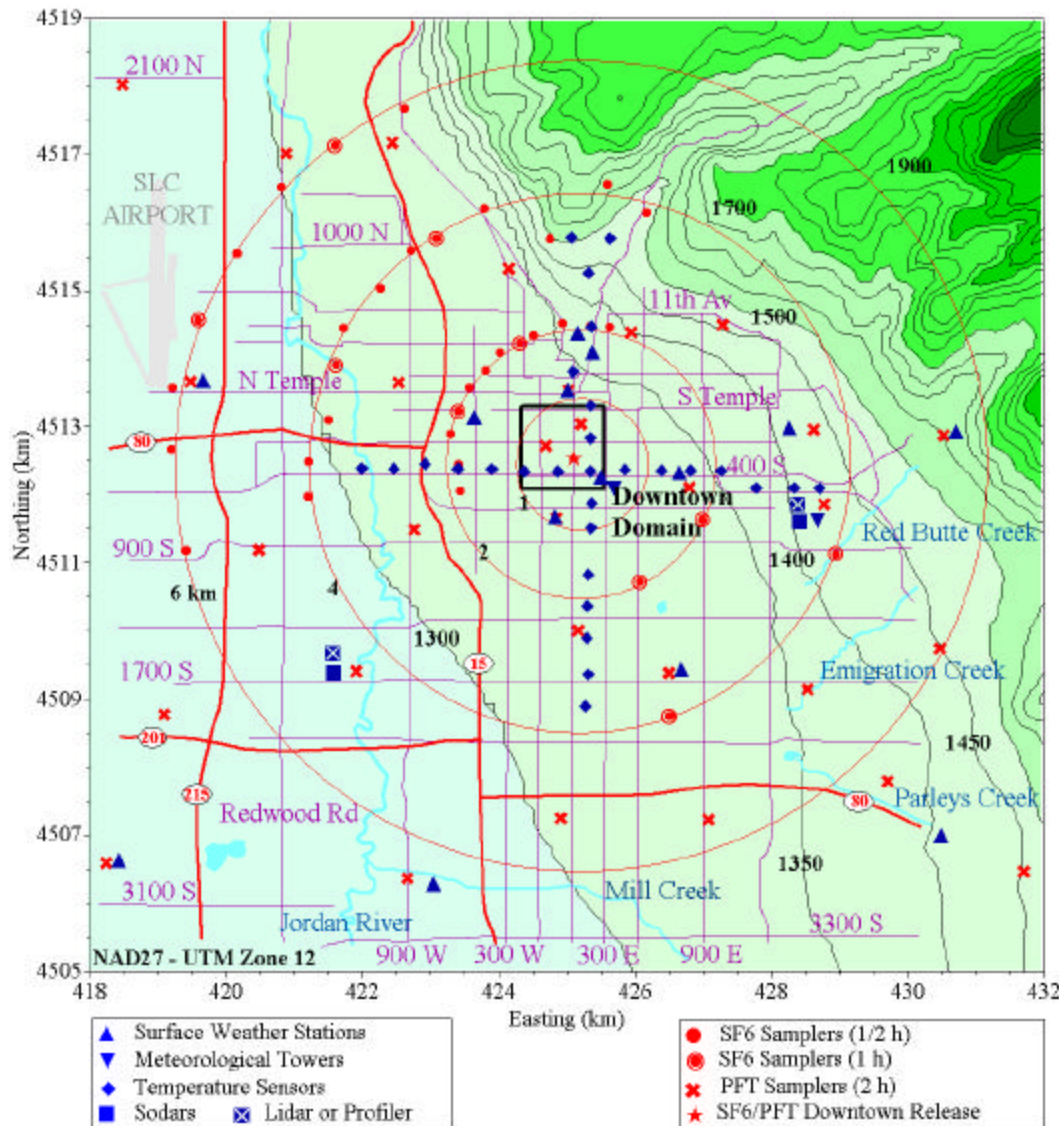 4519
2100 N
4517
1900
SLC
AIRPORT
1700
1000 N
4515
11th Av
1500
N Temple
S Temple
4513
80
400 S
1
Downtown
Domain
Northing (km)
4511
900 S
2
Red Butte Creek
1400
6 km
4
1300
15
Emigration Creek
1700 S
4509
201
1450
215
80
Redwood Rd
Parleys Creek
4507
1350
3100 S
Mill Creek
Jordan River
3300 S
NAD27 - UTM Zone 12
900 W 300 W 300 E 900 E
4505
418 420 422 424 426 428 430 432
Easting (km)
Surface Weather Stations
Meteorological Towers
Temperature Sensors
Sodars Lidar or Profiler
SF6 Samplers (1/2 h)
SF6 Samplers (1 h)
PFT Samplers (2 h)
SF6/PFT Downtown Release